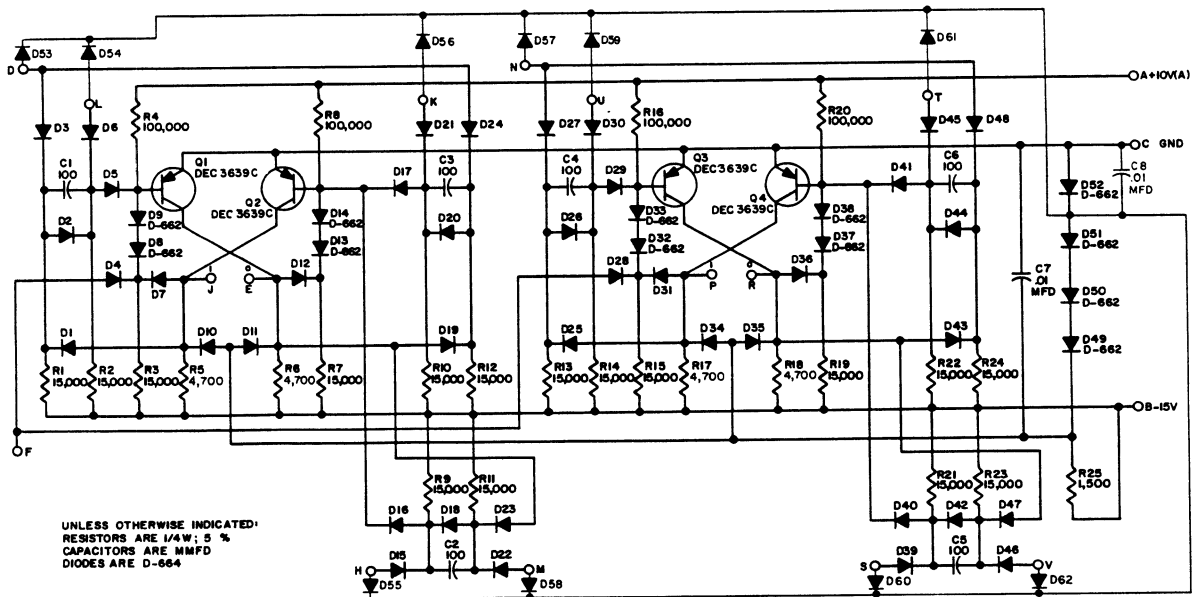 D53
D54
D56
D57
D59
D61
D
N
L
K
U
T
A+10V(A)
D3
D6
R4
100,000
R8
100,000
D21
D24
D27
D30
R16
100,000
R20
100,000
D45
D48
C GND
C1
100
D5
Q1
DEC 3639C
Q2
DEC 3639C
D17
C3
100
C4
100
D29
Q3
DEC 3639C
Q4
DEC 3639C
D41
C6
100
C8
.01
MFD
D52
D-662
D2
D9
D-662
D14
D-662
D20
D26
D33
D-662
D38
D-662
D44
D51
D-662
D8
D-662
D13
D-662
D32
D-662
D37
D-662
D4
D7
1
J
0
E
D12
D28
D31
1
P
0
R
D36
C7
.01
MFD
D50
D-662
D1
D10
D11
D19
D25
D34
D35
D43
D49
D-662
R1
15,000
R2
15,000
R3
15,000
R5
4,700
R6
4,700
R7
15,000
R10
15,000
R12
15,000
R13
15,000
R14
15,000
R15
15,000
R17
4,700
R18
4,700
R19
15,000
R22
15,000
R24
15,000
B-15V
F
R9
15,000
R11
15,000
R21
15,000
R23
15,000
R25
1,500
D16
D18
D23
D40
D42
D47
UNLESS OTHERWISE INDICATED:
RESISTORS ARE 1/4W; 5 %
CAPACITORS ARE MMFD
DIODES ARE D-664
H
D15
C2
100
D22
M
S
D39
C5
100
D46
V
D55
D58
D60
D62